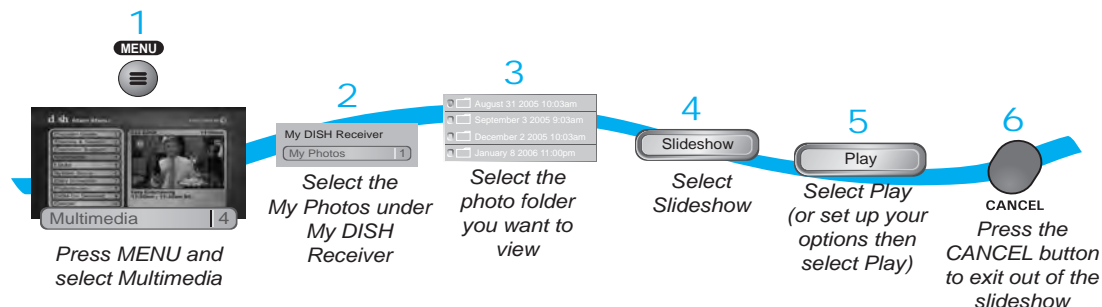 1
MENU
Multimedia 4
Press MENU and
select Multimedia
2
My DISH Receiver
My Photos 1
Select the
My Photos under
My DISH
Receiver
3
August 31 2005 10:03am
September 3 2005 9:03am
December 2 2005 10:03am
January 8 2006 11:00pm
Select the
photo folder
you want to
view
4
Slideshow
Select
Slideshow
5
Play
Select Play
(or set up your
options then
select Play)
6
CANCEL
Press the
CANCEL button
to exit out of the
slideshow